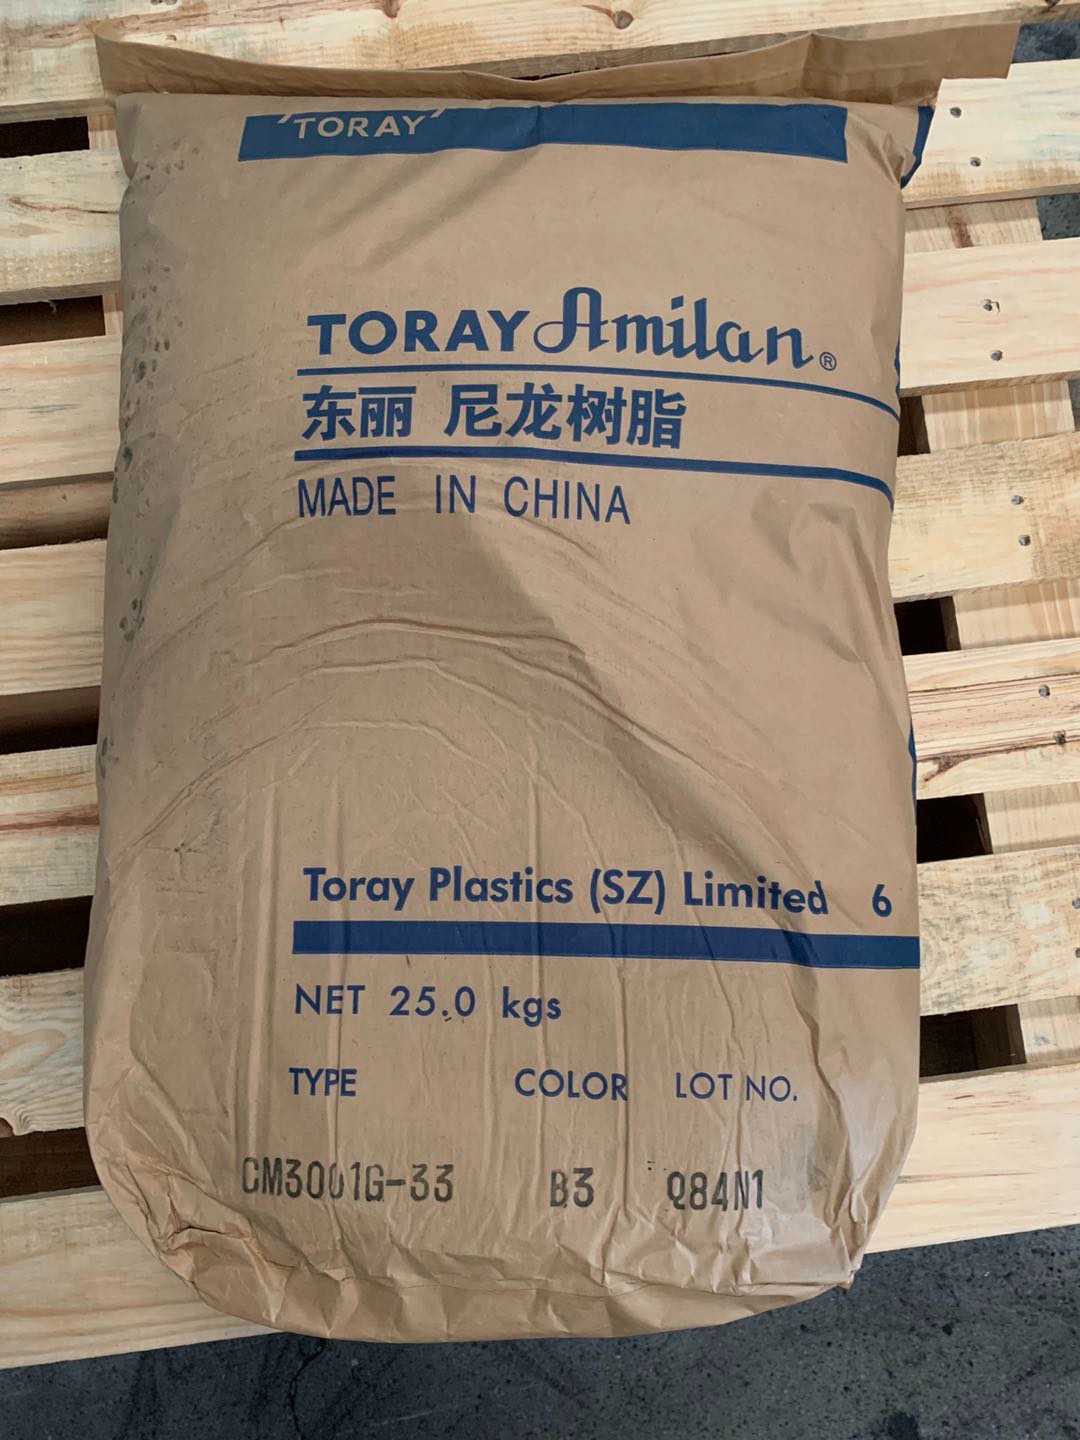 TORAY
TORAY Amilan®
东丽 尼龙树脂
MADE IN CHINA
Toray Plastics (SZ) Limited 6
NET 25.0 kgs
TYPE COLOR LOT NO.
CM3001G-33 B3 Q84N1